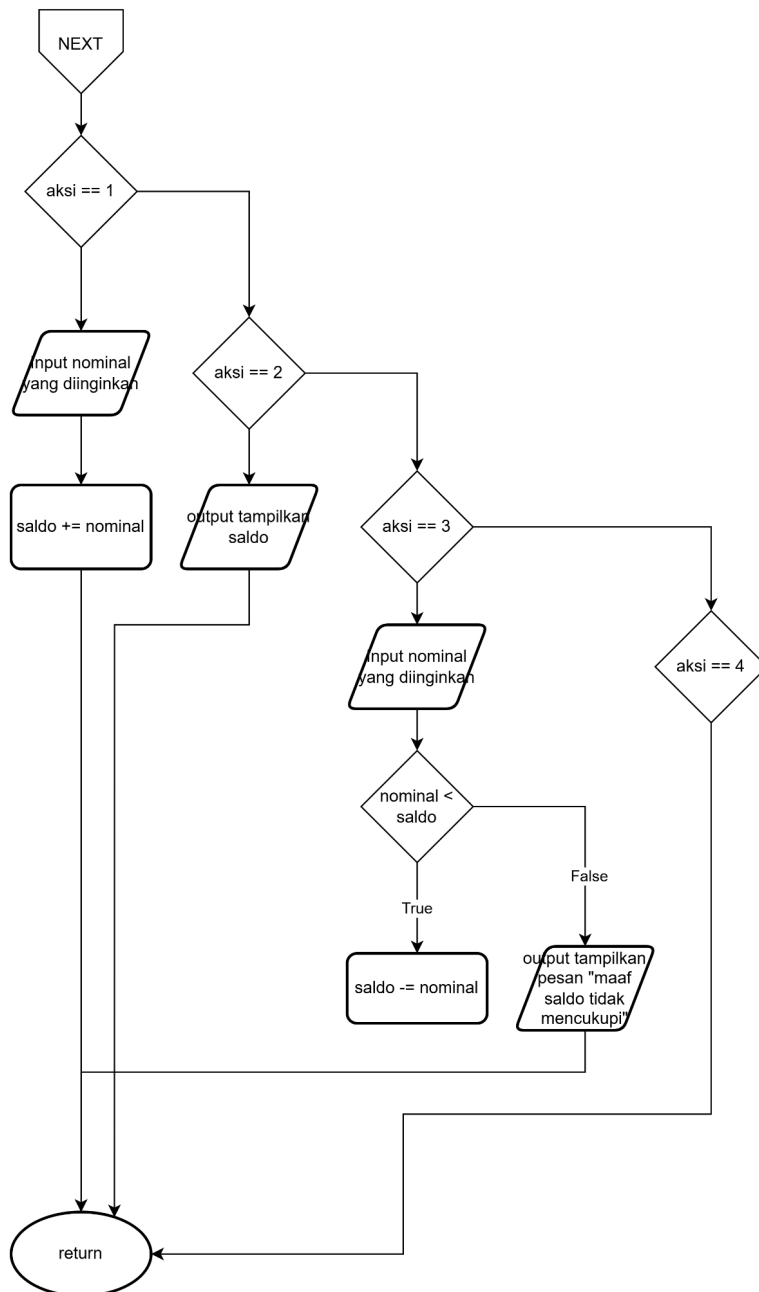 NEXT
aksi == 1
input nominal
yang diinginkan
saldo += nominal
aksi == 2
output tampilkan
saldo
aksi == 3
input nominal
yang diinginkan
nominal <
saldo
True
saldo -= nominal
False
output tampilkan
pesan "maaf
saldo tidak
mencukupi"
aksi == 4
return